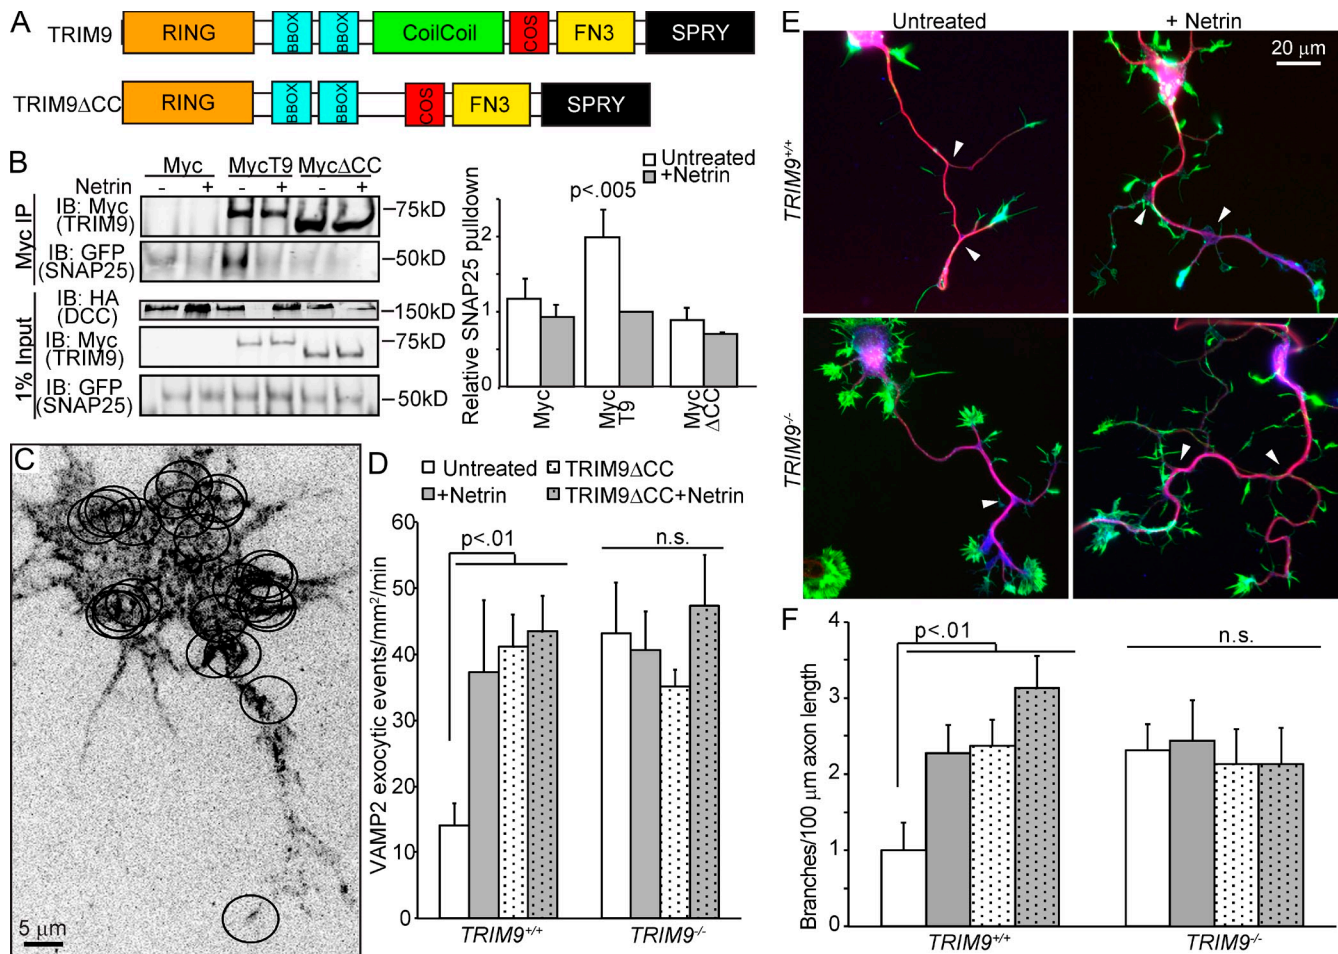 A
TRIM9 RING BBOX BBOX CoilCoil COS FN3 SPRY
TRIM9ΔCC RING BBOX BBOX COS FN3 SPRY
B
Myc MycT9 MycΔCC
Netrin - + - + - +
Myc IP
IB: Myc
(TRIM9)
-75kD
IB: GFP
(SNAP25)
-50kD
1% Input
IB: HA
(DCC)
-150kD
IB: Myc
(TRIM9)
-75kD
IB: GFP
(SNAP25)
-50kD
Untreated
+Netrin
p<.005
Relative SNAP25 pulldown
2
1
0
Myc
Myc
T9
Myc
ΔCC
C
5 μm
D
Untreated
+Netrin
TRIM9ΔCC
TRIM9ΔCC+Netrin
VAMP2 exocytic events/mm²/min
60
50
40
30
20
10
0
p<.01
n.s.
TRIM9+/+
TRIM9-/-
E
Untreated
+ Netrin
20 μm
TRIM9+/+
TRIM9-/-
F
Branches/100 μm axon length
4
3
2
1
0
p<.01
n.s.
TRIM9+/+
TRIM9-/-